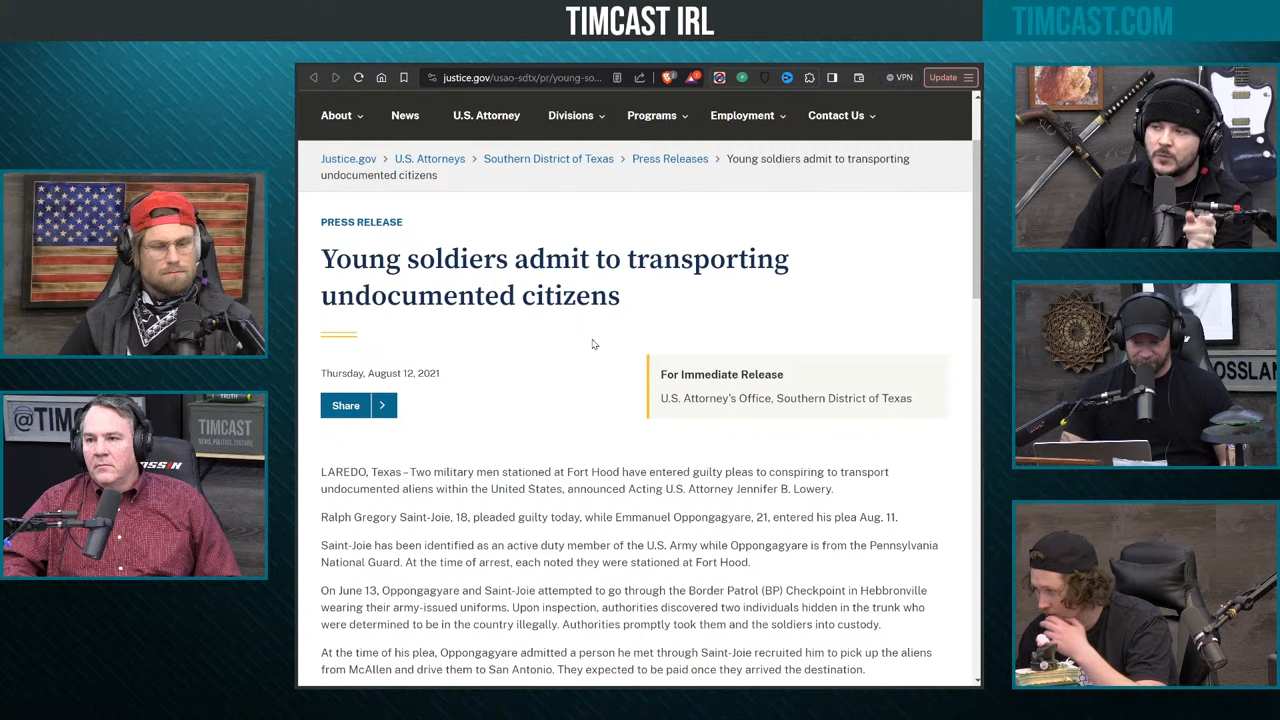 TIMCAST IRL
TIMCAST.COM
justice.gov/usao-sdtx/pr/young-so...
2
1
VPN
Update
About
News
U.S. Attorney
Divisions
Programs
Employment
Contact Us
Justice.gov > U.S. Attorneys > Southern District of Texas > Press Releases > Young soldiers admit to transporting
undocumented citizens
PRESS RELEASE
Young soldiers admit to transporting
undocumented citizens
Thursday, August 12, 2021
For Immediate Release
U.S. Attorney's Office, Southern District of Texas
Share >
LAREDO, Texas – Two military men stationed at Fort Hood have entered guilty pleas to conspiring to transport
undocumented aliens within the United States, announced Acting U.S. Attorney Jennifer B. Lowery.
Ralph Gregory Saint-Joie, 18, pleaded guilty today, while Emmanuel Oppongagyare, 21, entered his plea Aug. 11.
Saint-Joie has been identified as an active duty member of the U.S. Army while Oppongagyare is from the Pennsylvania
National Guard. At the time of arrest, each noted they were stationed at Fort Hood.
On June 13, Oppongagyare and Saint-Joie attempted to go through the Border Patrol (BP) Checkpoint in Hebbronville
wearing their army-issued uniforms. Upon inspection, authorities discovered two individuals hidden in the trunk who
were determined to be in the country illegally. Authorities promptly took them and the soldiers into custody.
At the time of his plea, Oppongagyare admitted a person he met through Saint-Joie recruited him to pick up the aliens
from McAllen and drive them to San Antonio. They expected to be paid once they arrived the destination.
@TIM
TIMCAST
NEWS, POLITICS, CULTURE
TRUTH
OSSLAN